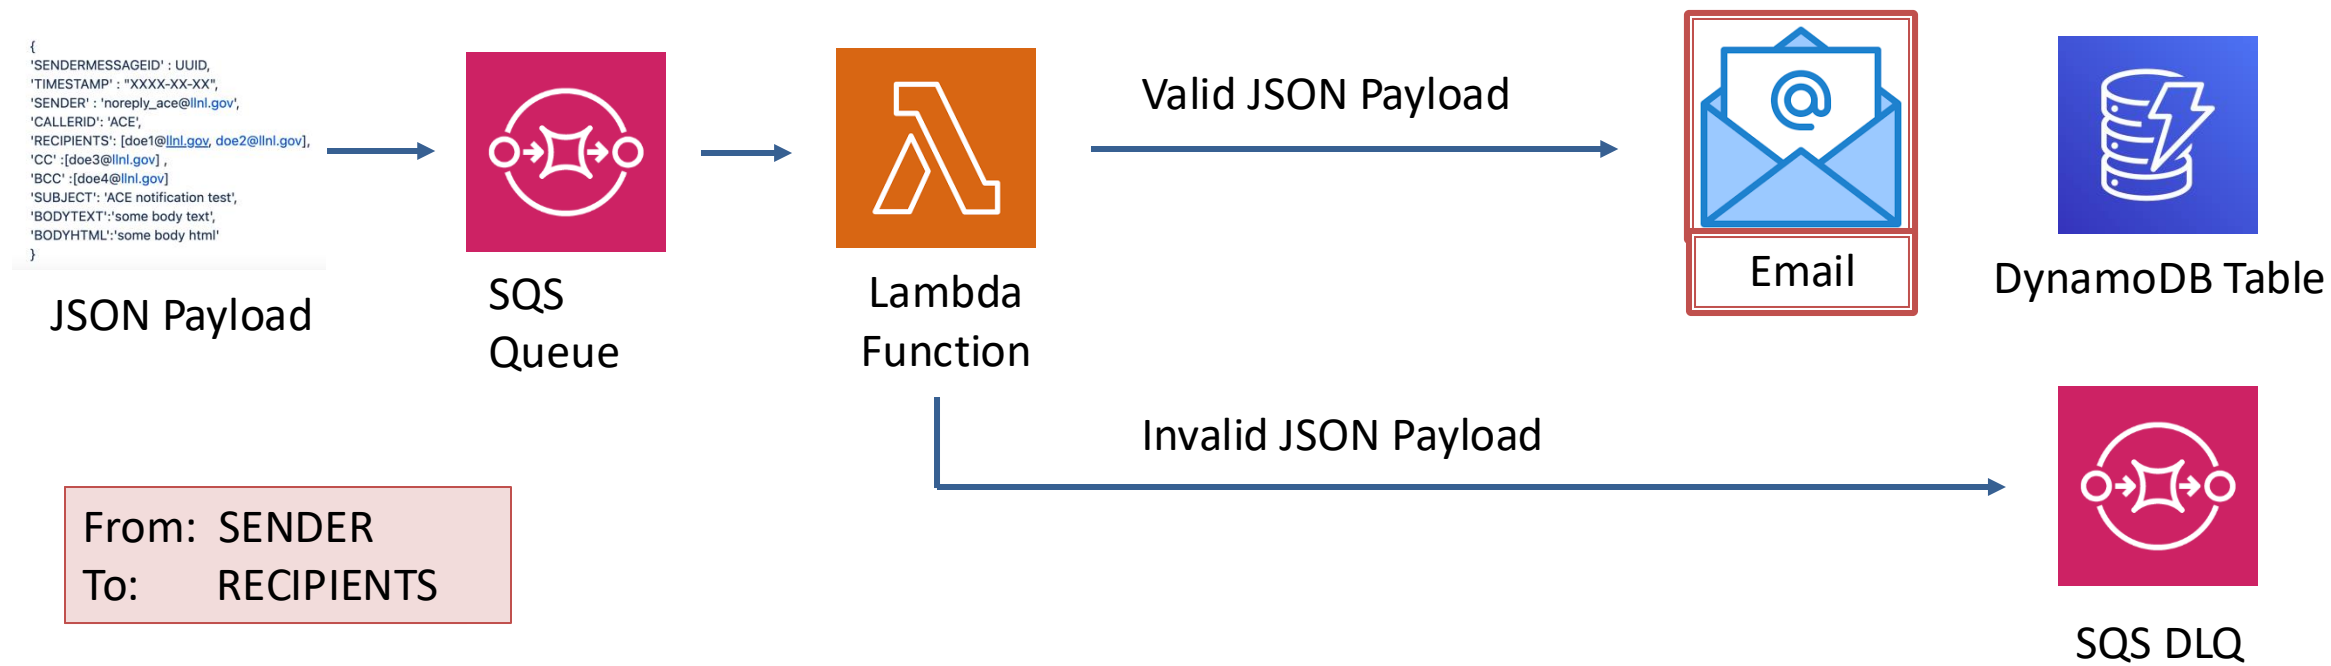 {
'SENDERMESSAGEID' : UUID,
'TIMESTAMP' : "XXXX-XX-XX",
'SENDER' : 'noreply_ace@llnl.gov',
'CALLERID': 'ACE',
'RECIPIENTS': [doe1@llnl.gov, doe2@llnl.gov],
'CC' :[doe3@llnl.gov] ,
'BCC' :[doe4@llnl.gov]
'SUBJECT': 'ACE notification test',
'BODYTEXT':'some body text',
'BODYHTML':'some body html'
}
JSON Payload
SQS
Queue
Lambda
Function
Valid JSON Payload
@
Email
DynamoDB Table
Invalid JSON Payload
SQS DLQ
From: SENDER
To: RECIPIENTS